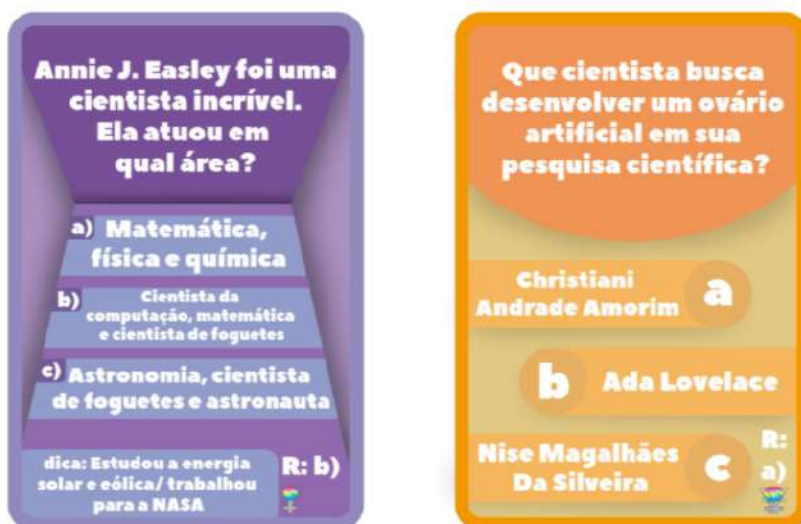 Annie J. Easley foi uma
cientista incrível.
Ela atuou em
qual área?
a) Matemática,
física e química
b) Cientista da
computação, matemática
e cientista de foguetes
c) Astronomia, cientista
de foguetes e astronauta
dica: Estudou a energia
solar e eólica/ trabalhou
para a NASA
R: b)
Que cientista busca
desenvolver um ovário
artificial em sua
pesquisa científica?
Christiani
Andrade Amorim
a
b
Ada Lovelace
Nise Magalhães
Da Silveira
c
R:
a)